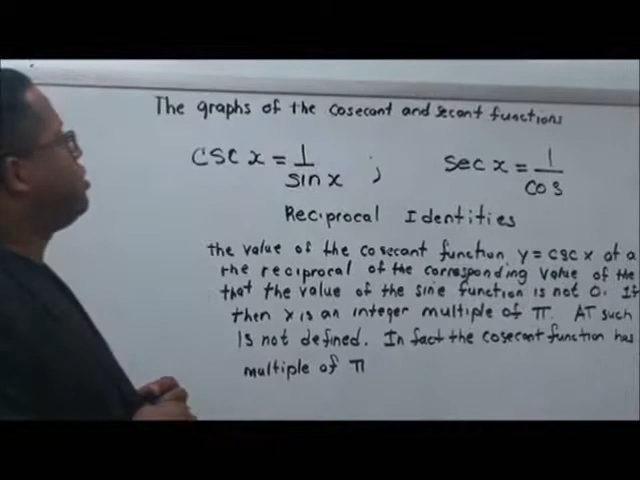 The graphs of the cosecant and secant functions
csc x = 1/sin x ; sec x = 1/cos
Reciprocal Identities
the value of the cosecant function, y = csc x at a
the reciprocal of the corresponding value of the
that the value of the sine function is not 0. If
then x is an integer multiple of π. AT such
is not defined. In fact the cosecant function has
multiple of π